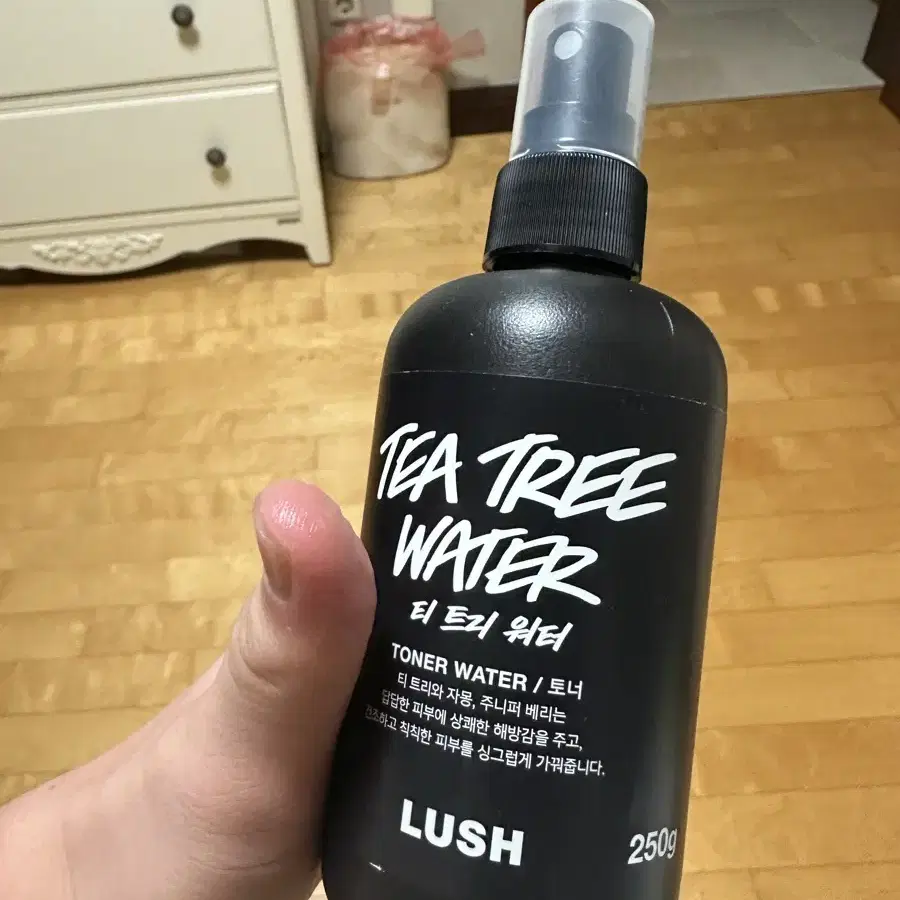 TEA TREE
WATER
티 트리 워터
TONER WATER / 토너
티 트리와 자몽, 주니퍼 베리는
답답한 피부에 상쾌한 해방감을 주고,
건조하고 칙칙한 피부를 싱그럽게 가꿔줍니다.
LUSH
250g